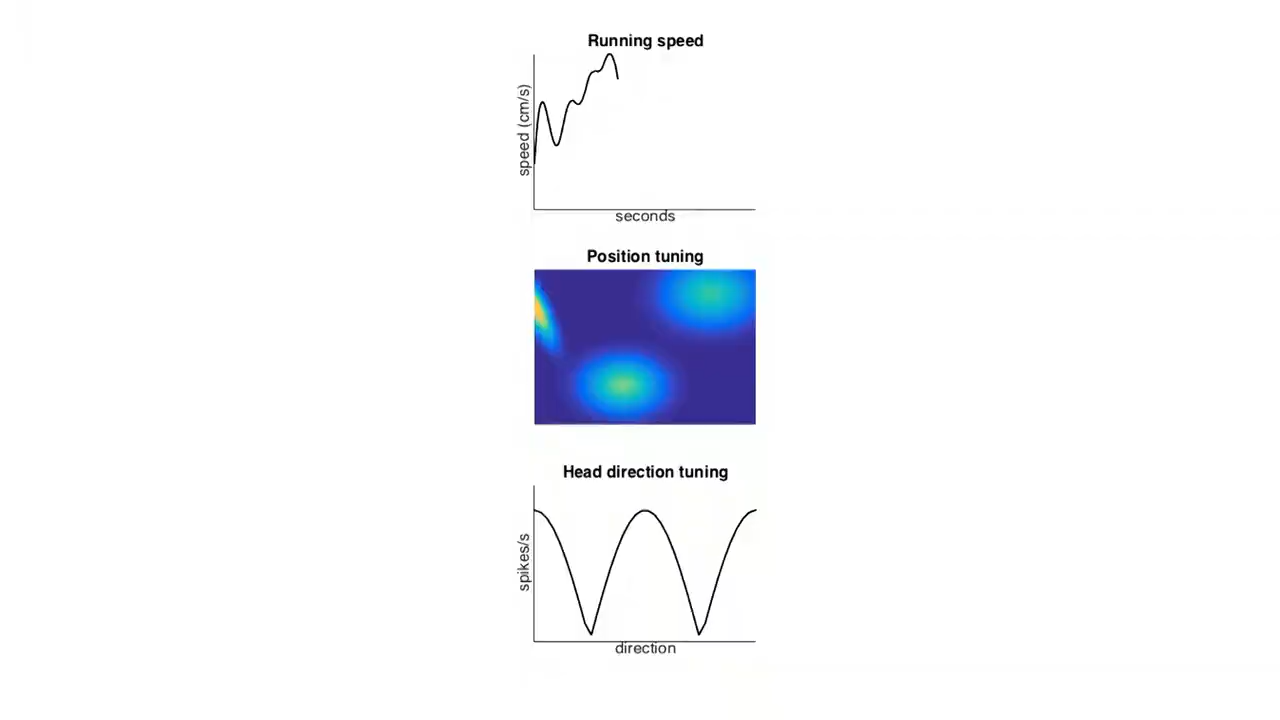 Running speed
speed (cm/s)
seconds
Position tuning
Head direction tuning
spikes/s
direction